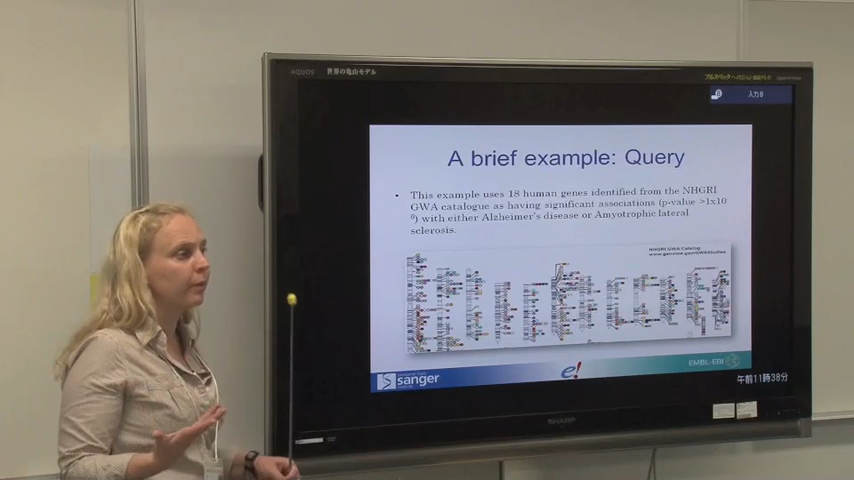 AQUOS 世界の亀山モデル
入力8
A brief example: Query
• This example uses 18 human genes identified from the NHGRI
GWA catalogue as having significant associations (p-value >1x10-
6) with either Alzheimer's disease or Amyotrophic lateral
sclerosis.
NHGRI GWA Catalog
www.genome.gov/GWAStudies
sanger
e!
EMBL-EBI
午前11時38分
SHARP